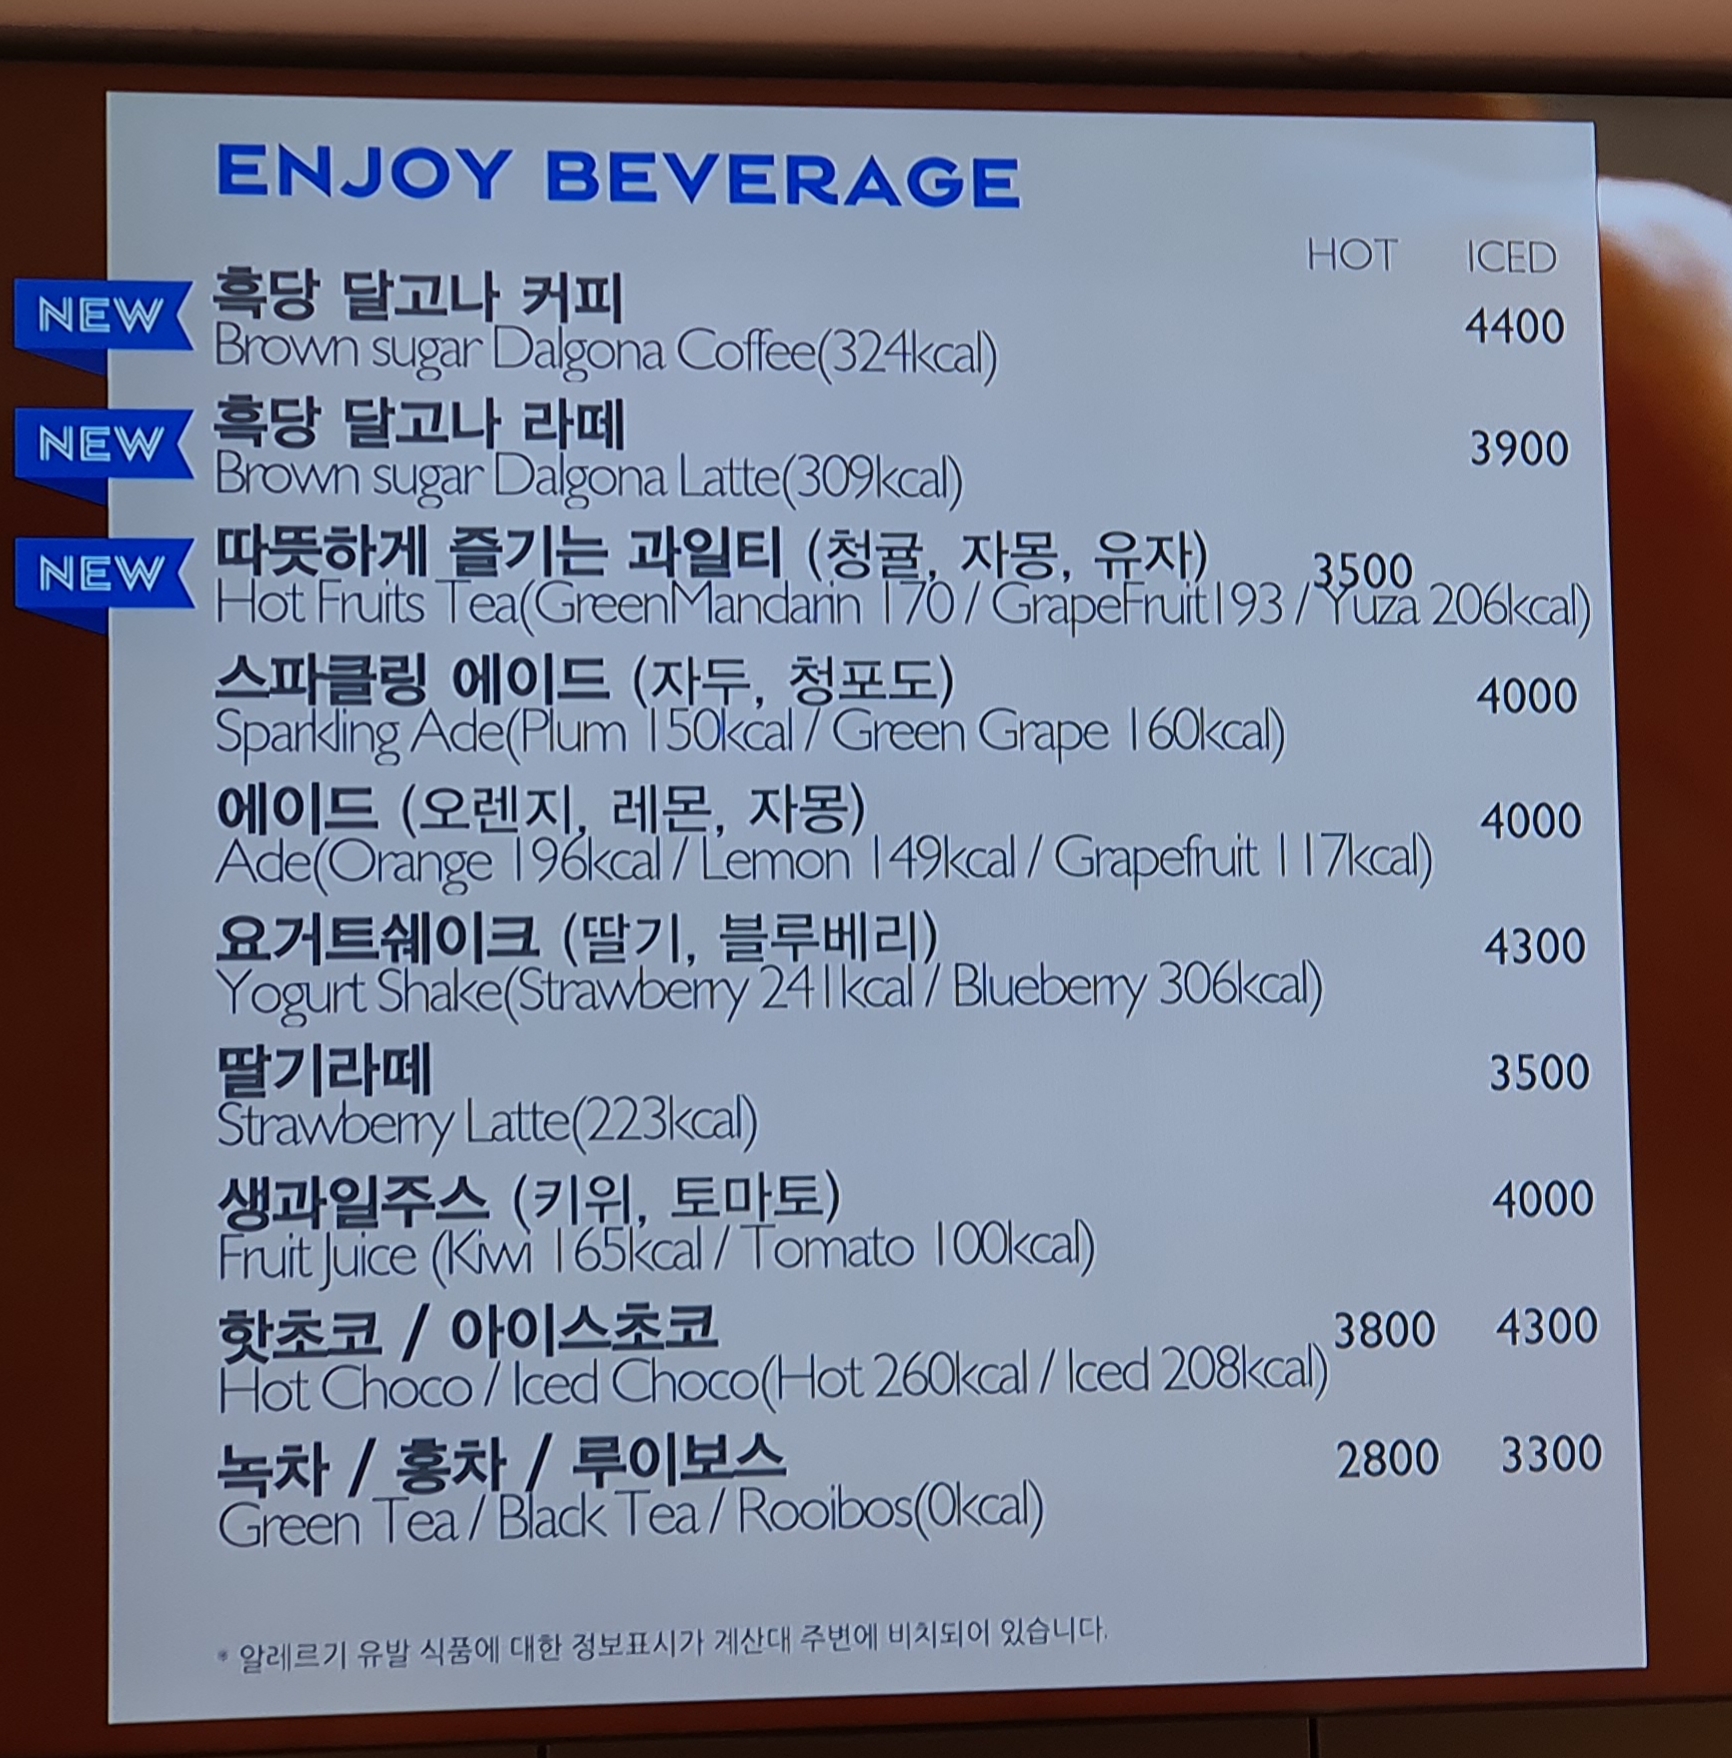 ENJOY BEVERAGE
HOT ICED
NEW 흑당 달고나 커피 4400
Brown sugar Dalgona Coffee(324kcal)
NEW 흑당 달고나 라떼 3900
Brown sugar Dalgona Latte(309kcal)
NEW 따뜻하게 즐기는 과일티 (청귤, 자몽, 유자) 3500
Hot Fruits Tea(GreenMandarin 170 / GrapeFruit193 / Yuza 206kcal)
스파클링 에이드 (자두, 청포도) 4000
Sparkling Ade(Plum 150kcal / Green Grape 160kcal)
에이드 (오렌지, 레몬, 자몽) 4000
Ade(Orange 196kcal / Lemon 149kcal / Grapefruit 117kcal)
요거트쉐이크 (딸기, 블루베리) 4300
Yogurt Shake(Strawberry 241kcal / Blueberry 306kcal)
딸기라떼 3500
Strawberry Latte(223kcal)
생과일주스 (키위, 토마토) 4000
Fruit Juice (Kiwi 165kcal / Tomato 100kcal)
핫초코 / 아이스초코 3800 4300
Hot Choco / Iced Choco(Hot 260kcal / Iced 208kcal)
녹차 / 홍차 / 루이보스 2800 3300
Green Tea / Black Tea / Rooibos(0kcal)
* 알레르기 유발 식품에 대한 정보표시가 계산대 주변에 비치되어 있습니다.